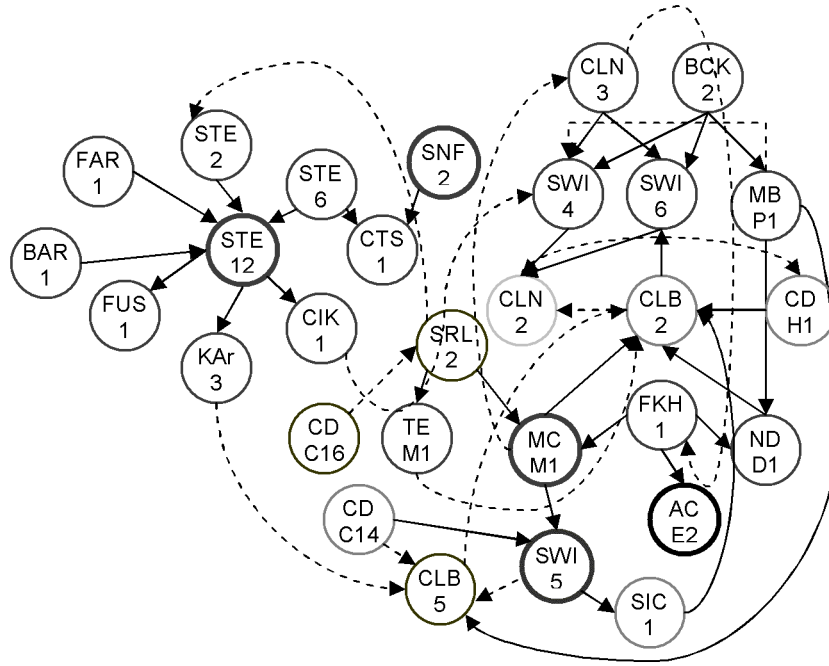 CLN
3
BCK
2
STE
2
FAR
1
STE
6
SNF
2
SWI
4
SWI
6
MB
P1
STE
12
CTS
1
BAR
1
FUS
1
CIK
1
CLN
2
CLB
2
CD
H1
SRL
2
KAr
3
CD
C16
TE
M1
MC
M1
FKH
1
ND
D1
CD
C14
AC
E2
SWI
5
CLB
5
SIC
1